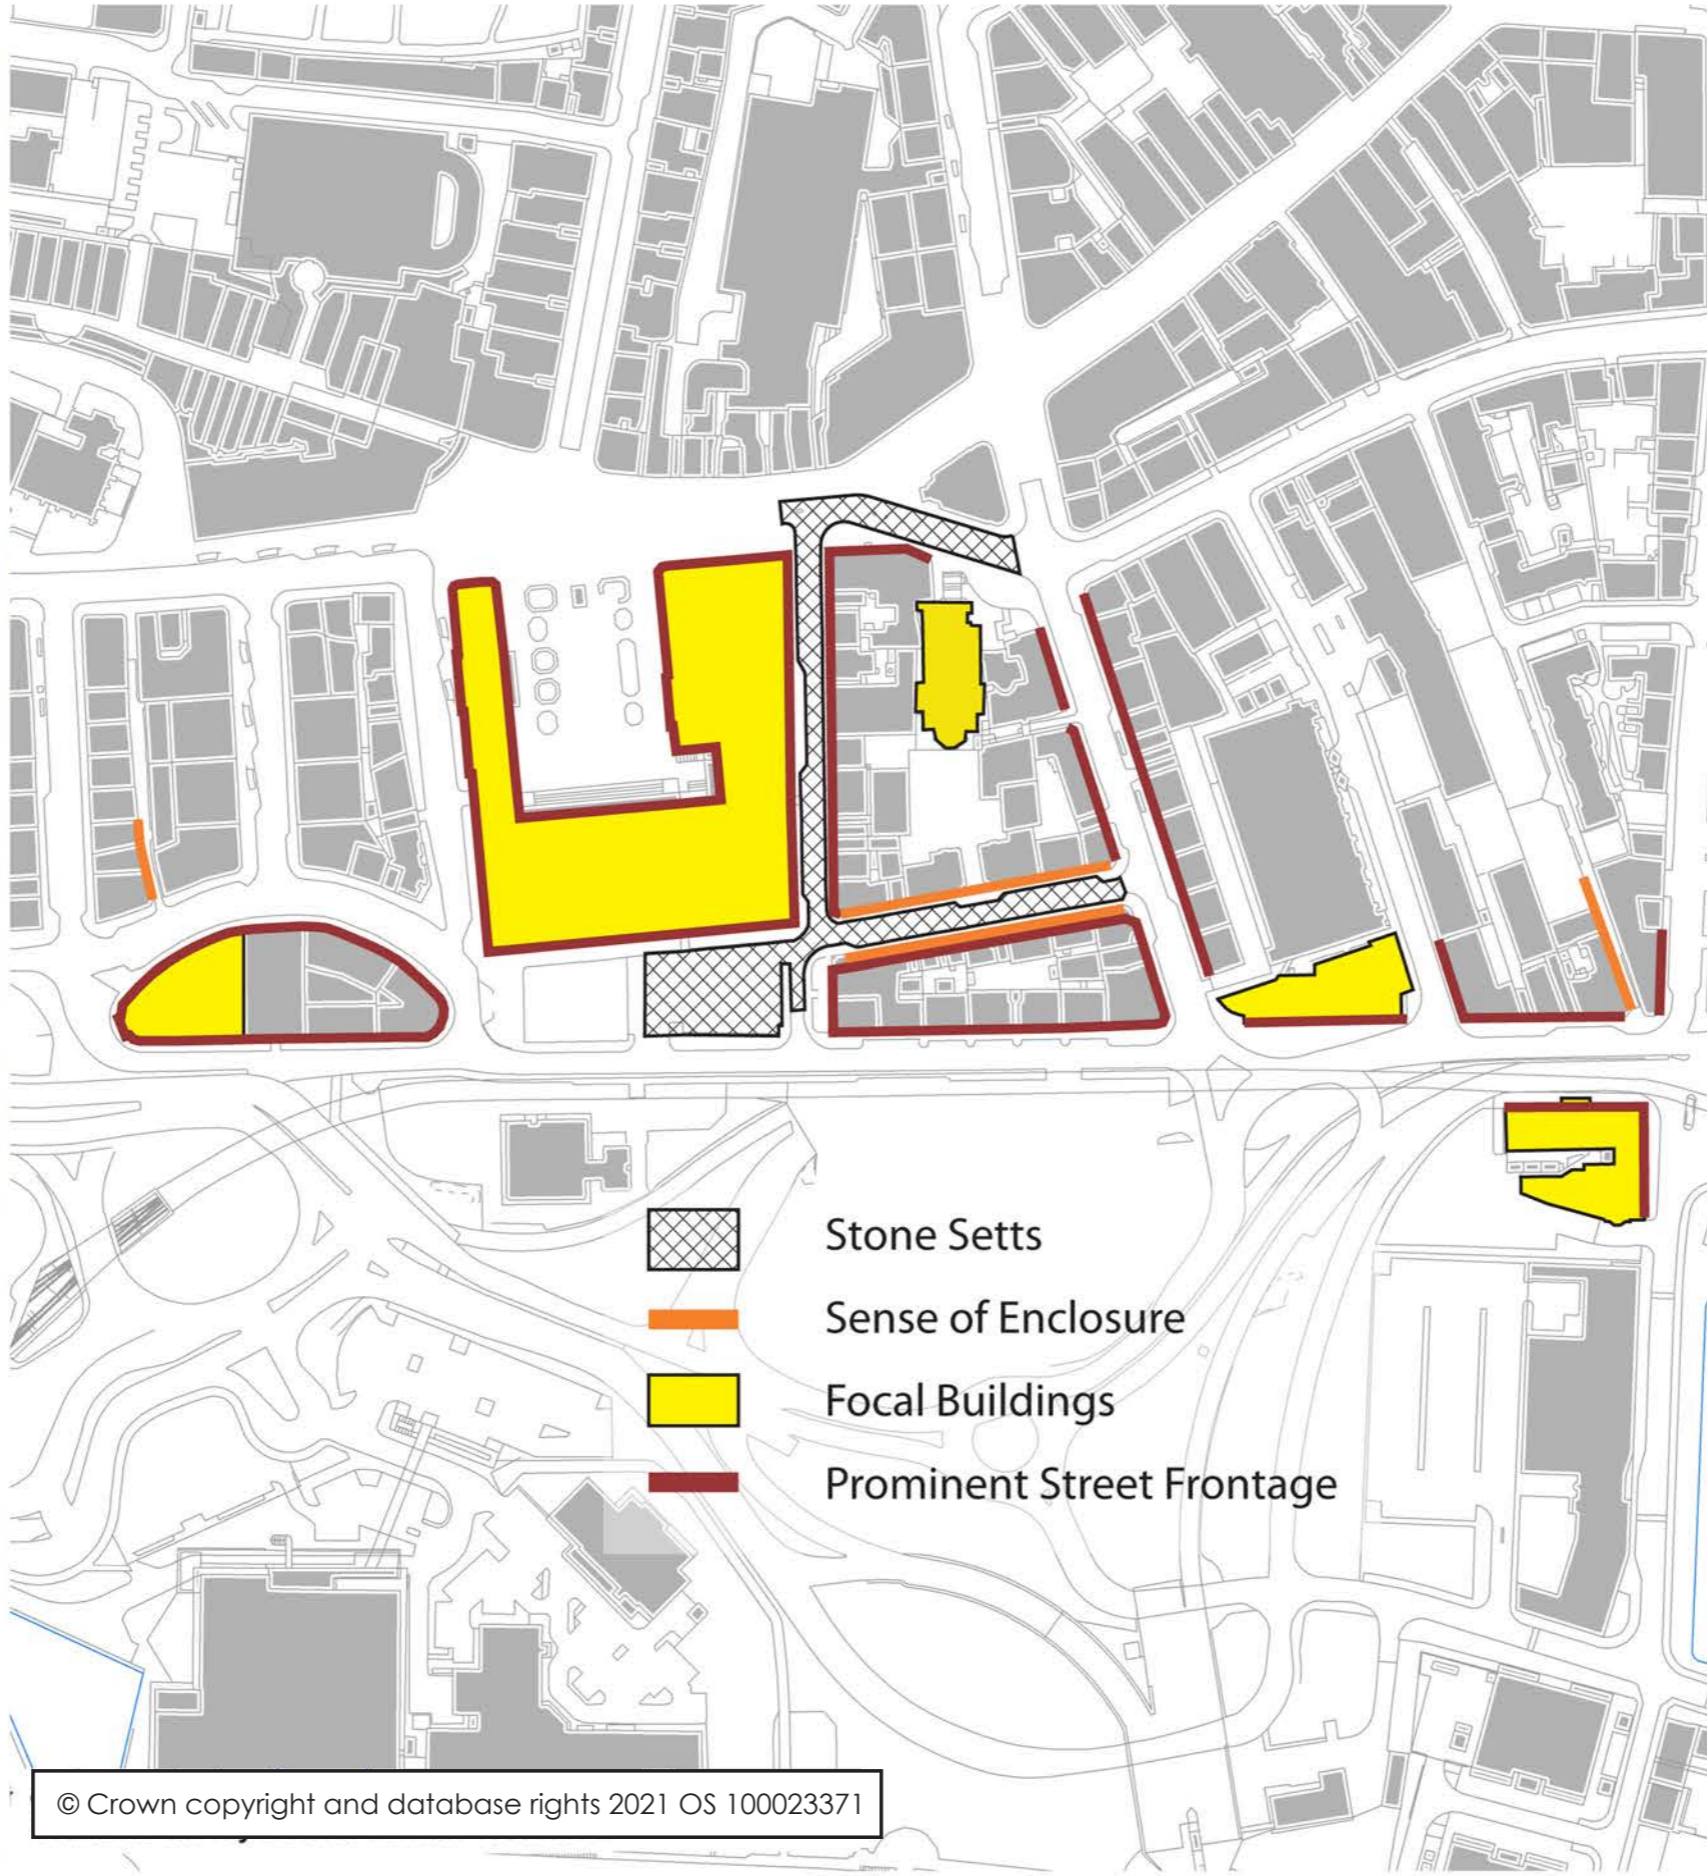 Stone Setts
Sense of Enclosure
Focal Buildings
Prominent Street Frontage
© Crown copyright and database rights 2021 OS 100023371